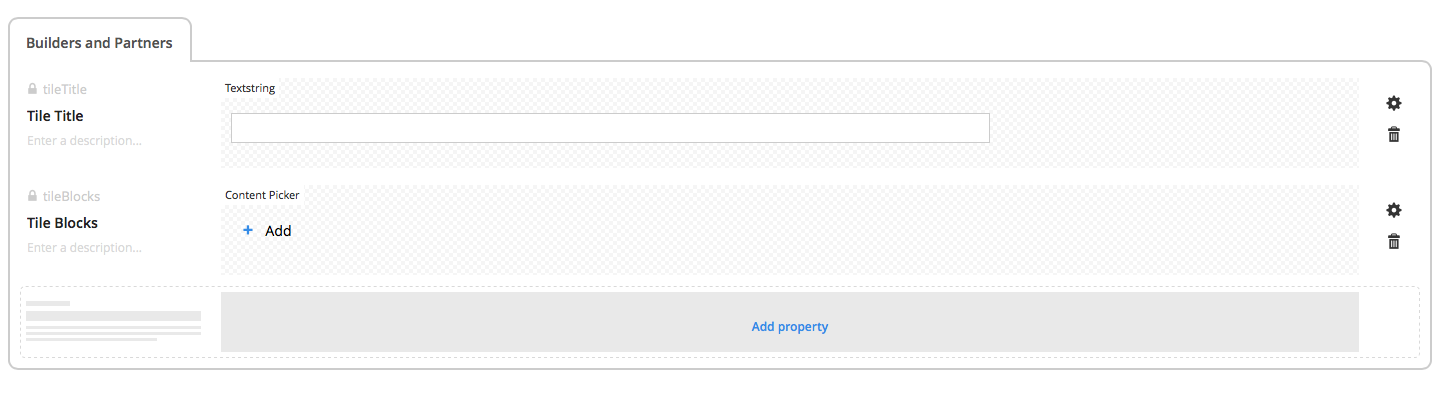 Builders and Partners
tileTitle
Textstring
Tile Title
Enter a description...
tileBlocks
Content Picker
Tile Blocks
+ Add
Enter a description...
Add property